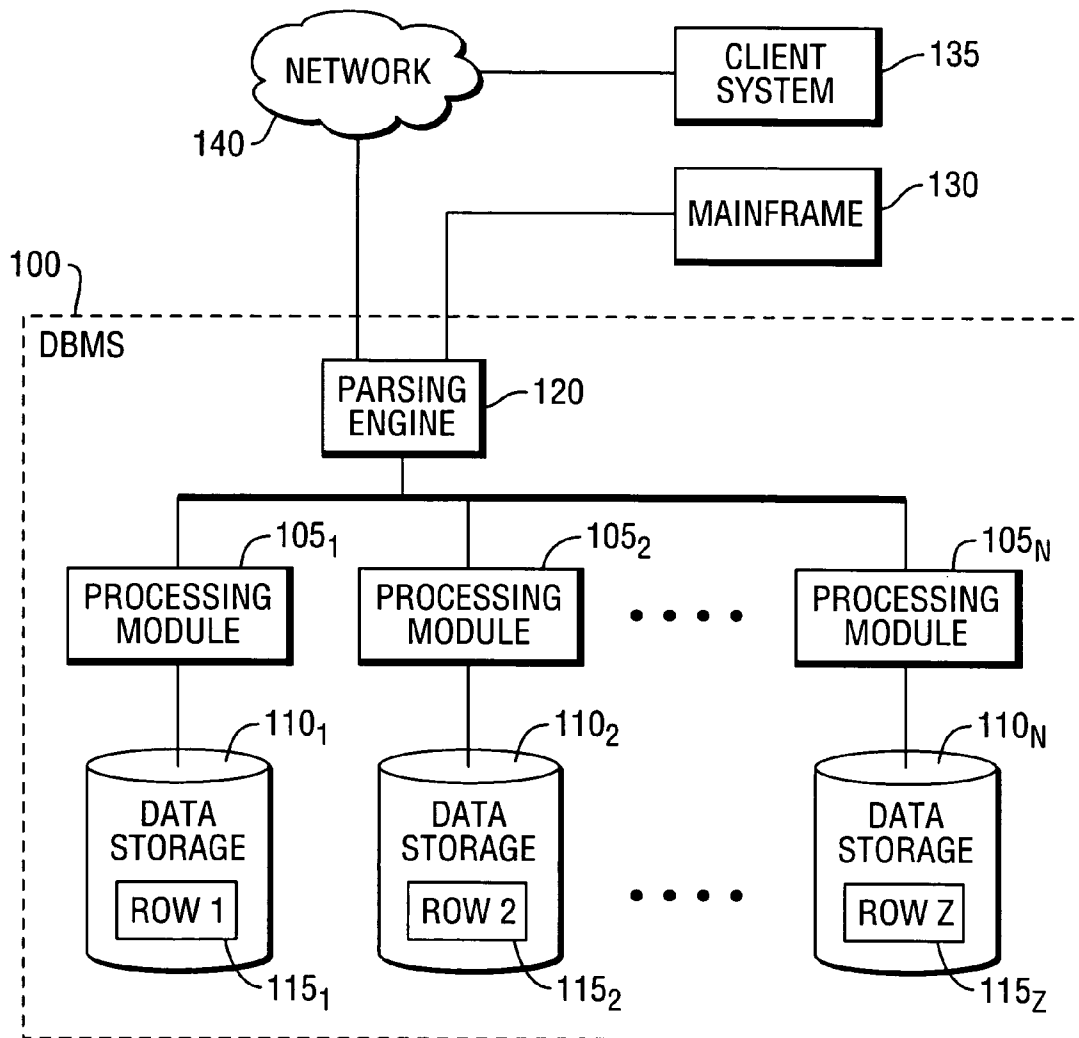 NETWORK
140
CLIENT
SYSTEM
135
MAINFRAME
130
100
DBMS
PARSING
ENGINE
120
105₁
PROCESSING
MODULE
105₂
PROCESSING
MODULE
105N
PROCESSING
MODULE
110₁
DATA
STORAGE
ROW 1
115₁
110₂
DATA
STORAGE
ROW 2
115₂
110N
DATA
STORAGE
ROW Z
115Z